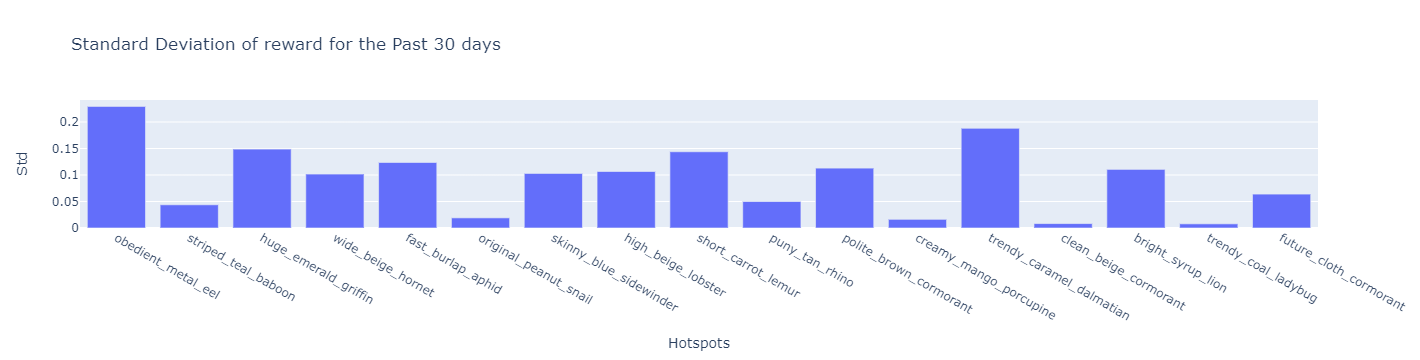 Standard Deviation of reward for the Past 30 days
Std
0.2
0.15
0.1
0.05
0
obedient_metal_eel
striped_teal_baboon
huge_emerald_griffin
wide_beige_hornet
fast_burlap_aphid
original_peanut_snail
skinny_blue_sidewinder
high_beige_lobster
short_carrot_lemur
puny_tan_rhino
polite_brown_cormorant
creamy_mango_porcupine
trendy_caramel_dalmatian
clean_beige_cormorant
bright_syrup_lion
trendy_coal_ladybug
future_cloth_cormorant
Hotspots